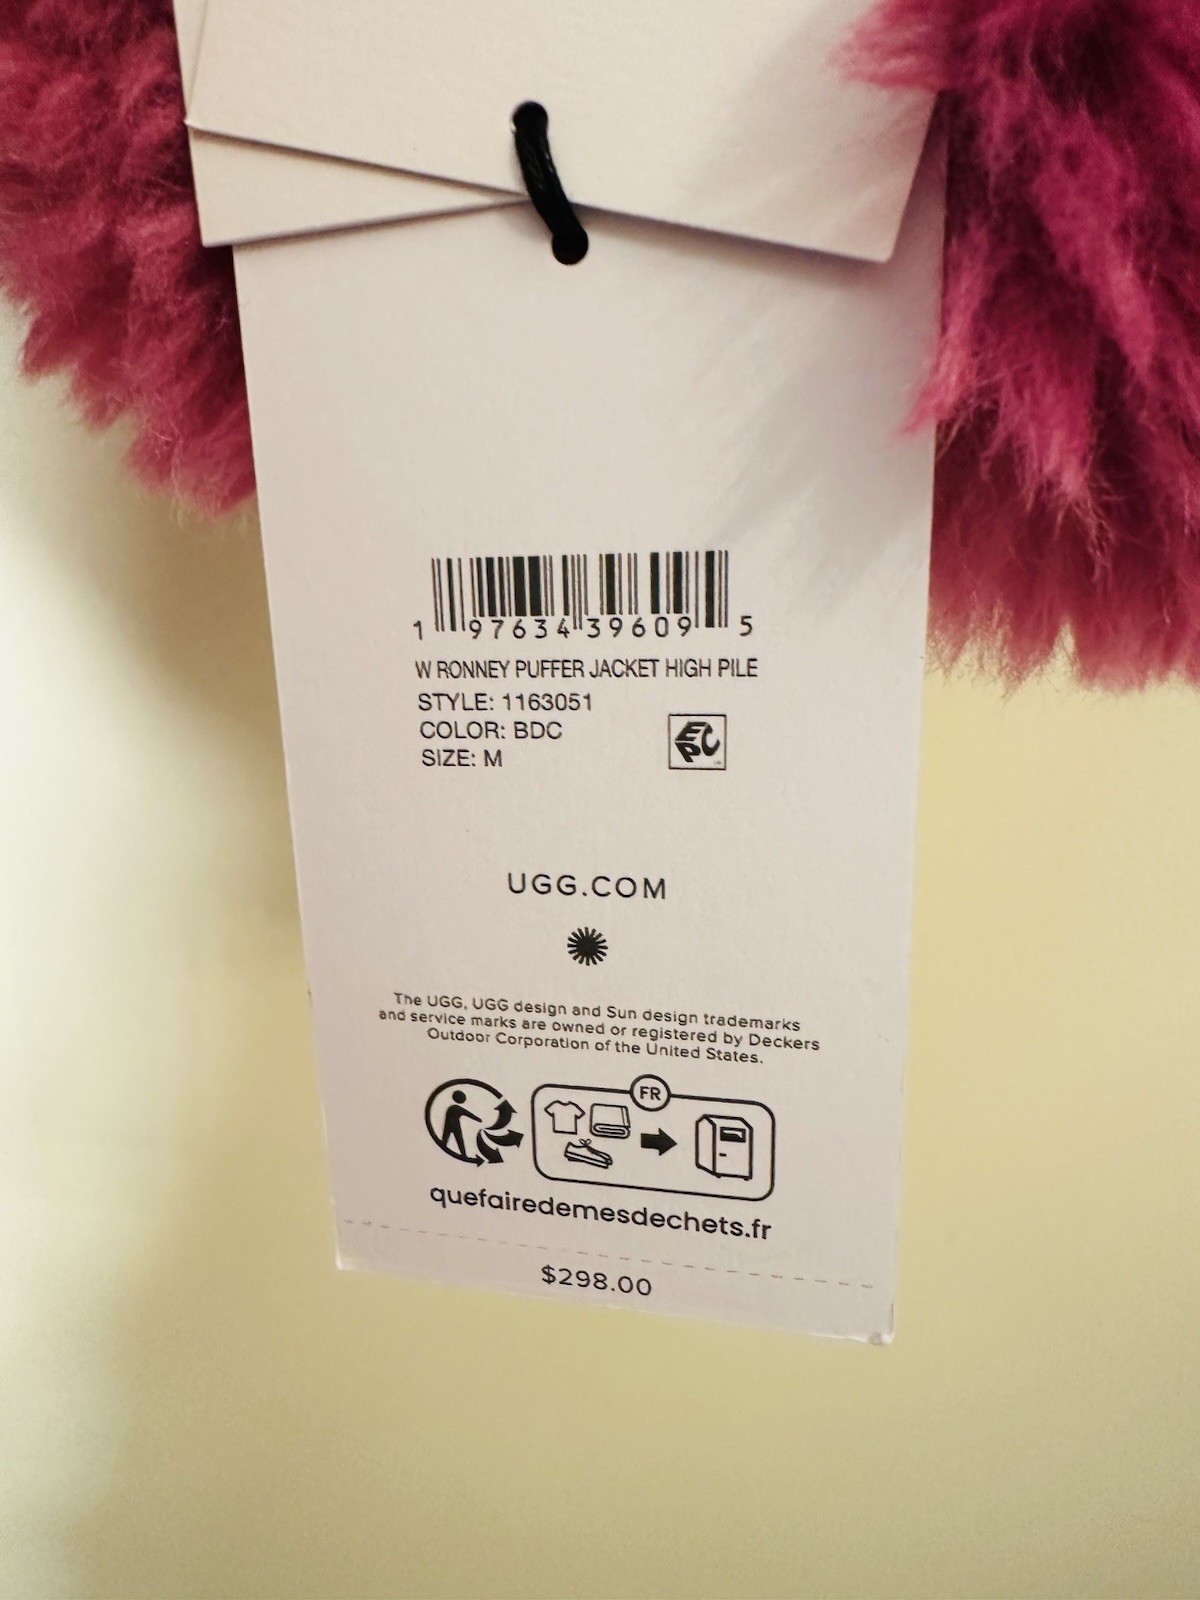 1 97634 39609 5
W RONNEY PUFFER JACKET HIGH PILE
STYLE: 1163051
COLOR: BDC
SIZE: M
EPC
UGG.COM
The UGG, UGG design and Sun design trademarks
and service marks are owned or registered by Deckers
Outdoor Corporation of the United States.
FR
quefairedemesdechets.fr
$298.00